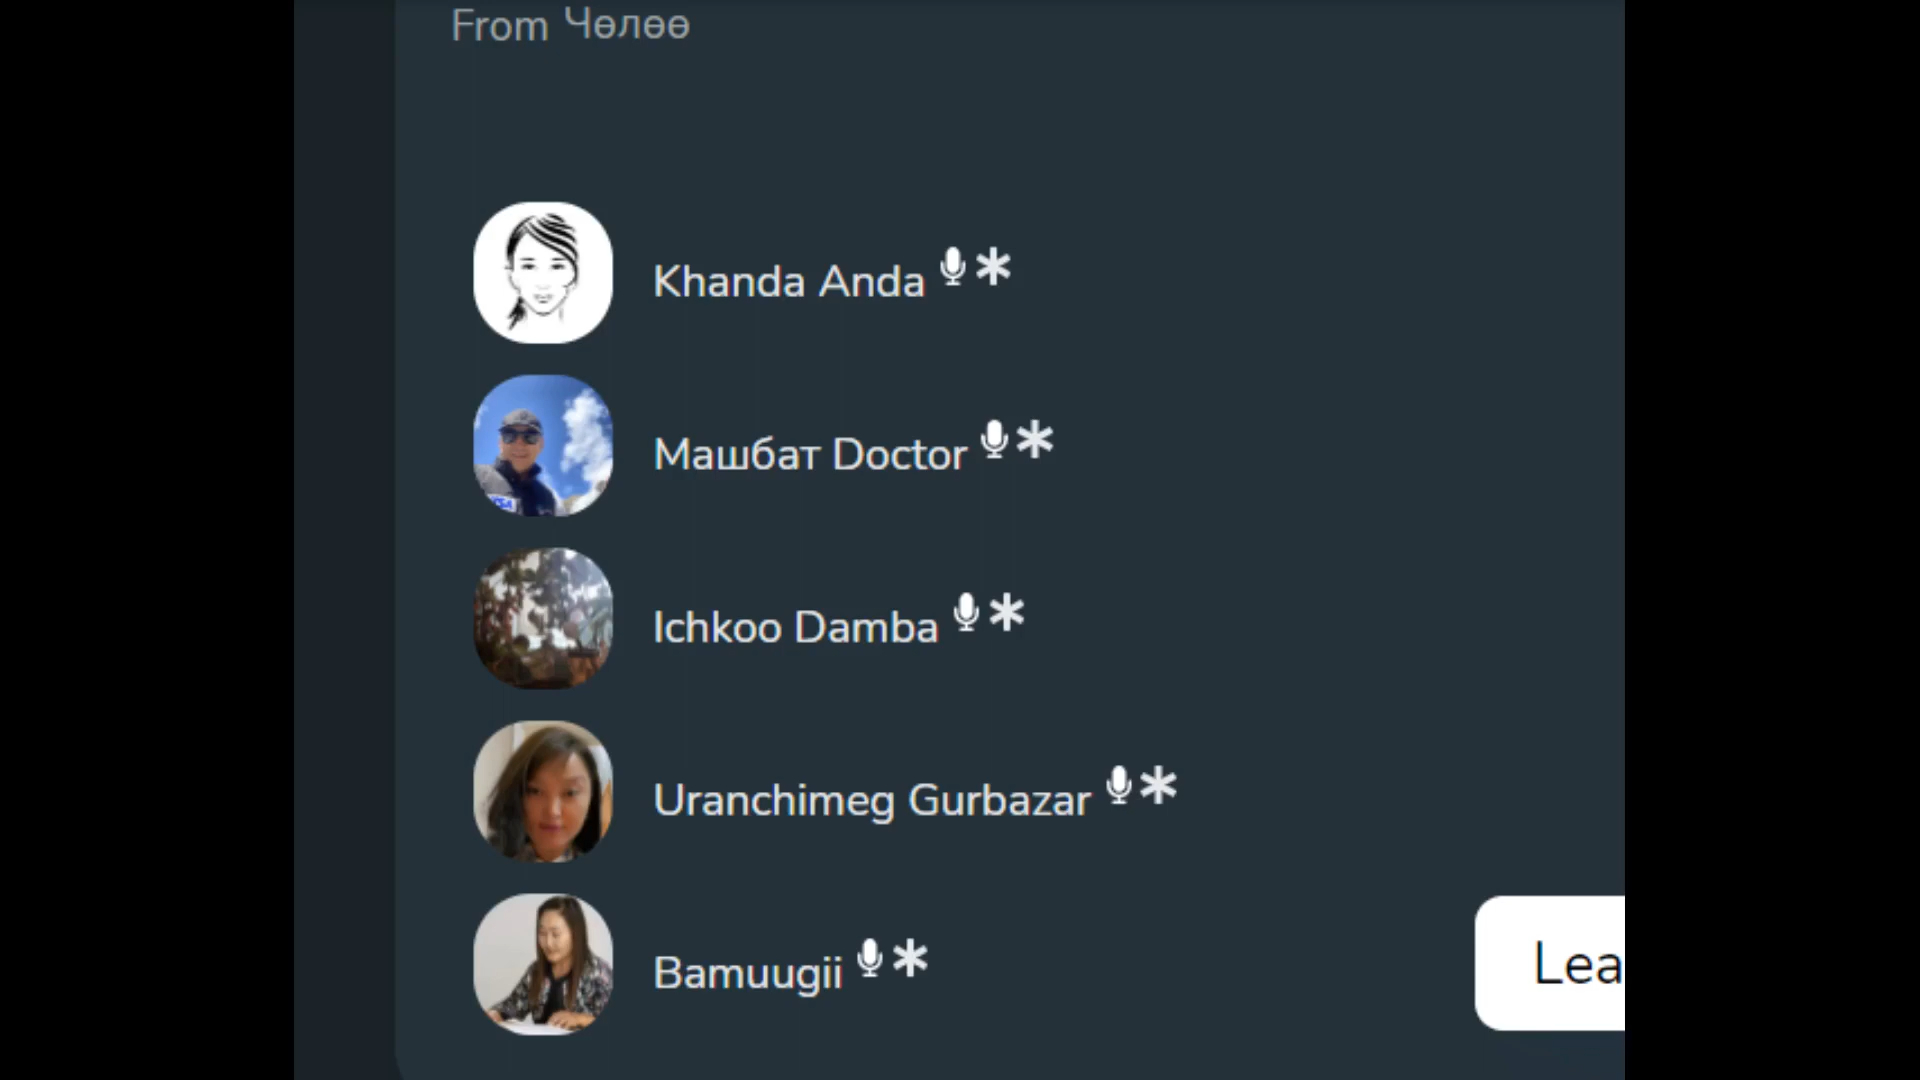 From Чөлөө
Khanda Anda
Машбат Doctor
Ichkoo Damba
Uranchimeg Gurbazar
Bamuugii
Lea